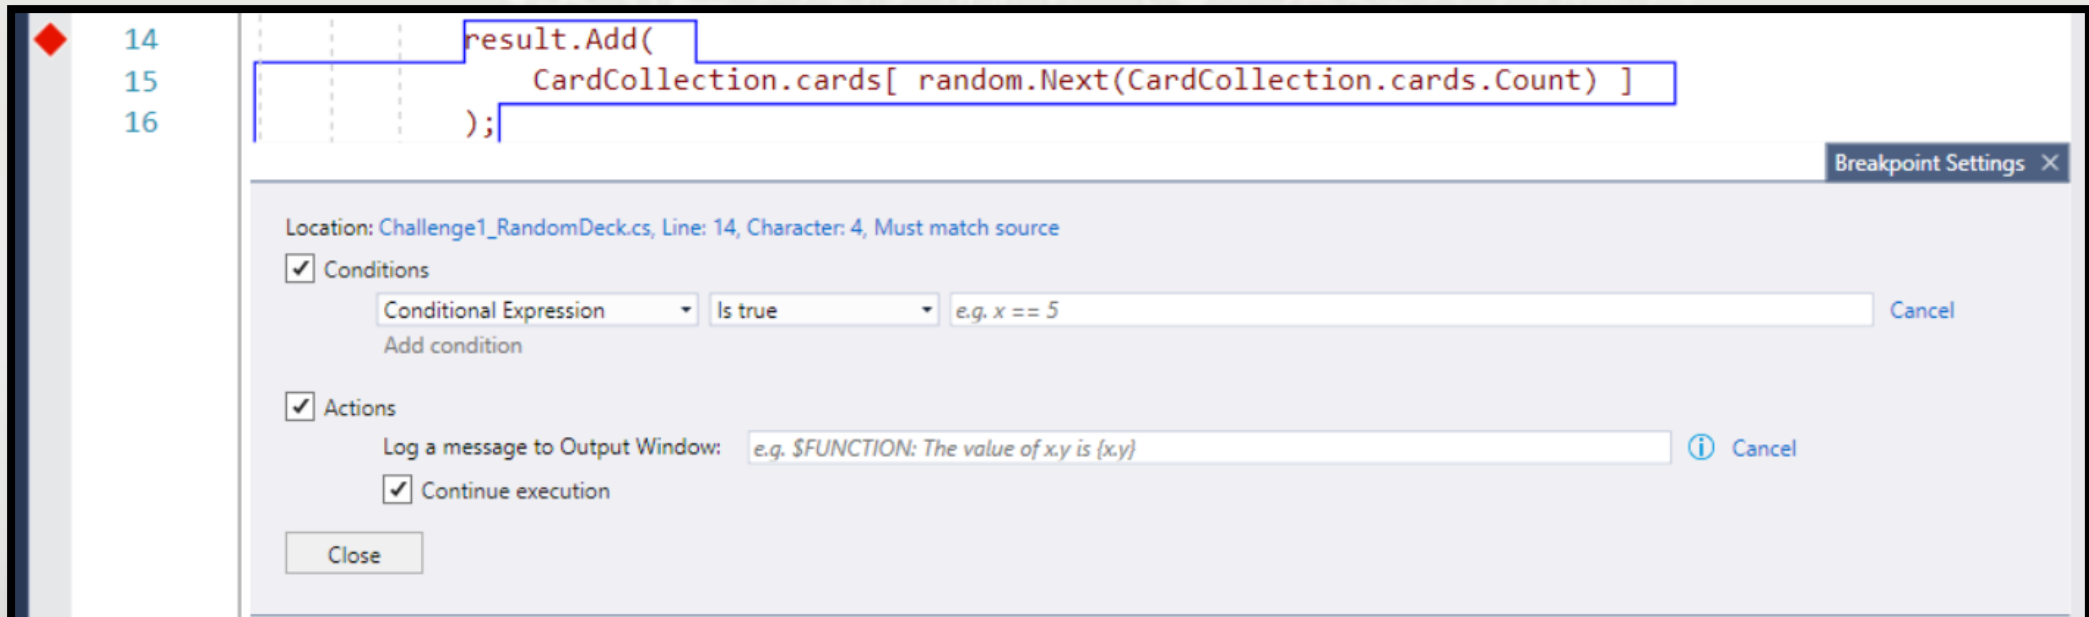 14 result.Add(
15 CardCollection.cards[ random.Next(CardCollection.cards.Count) ]
16 );
Breakpoint Settings
Location: Challenge1_RandomDeck.cs, Line: 14, Character: 4, Must match source
Conditions
Conditional Expression Is true e.g. x == 5 Cancel
Add condition
Actions
Log a message to Output Window: e.g. $FUNCTION: The value of x.y is {x.y} Cancel
Continue execution
Close